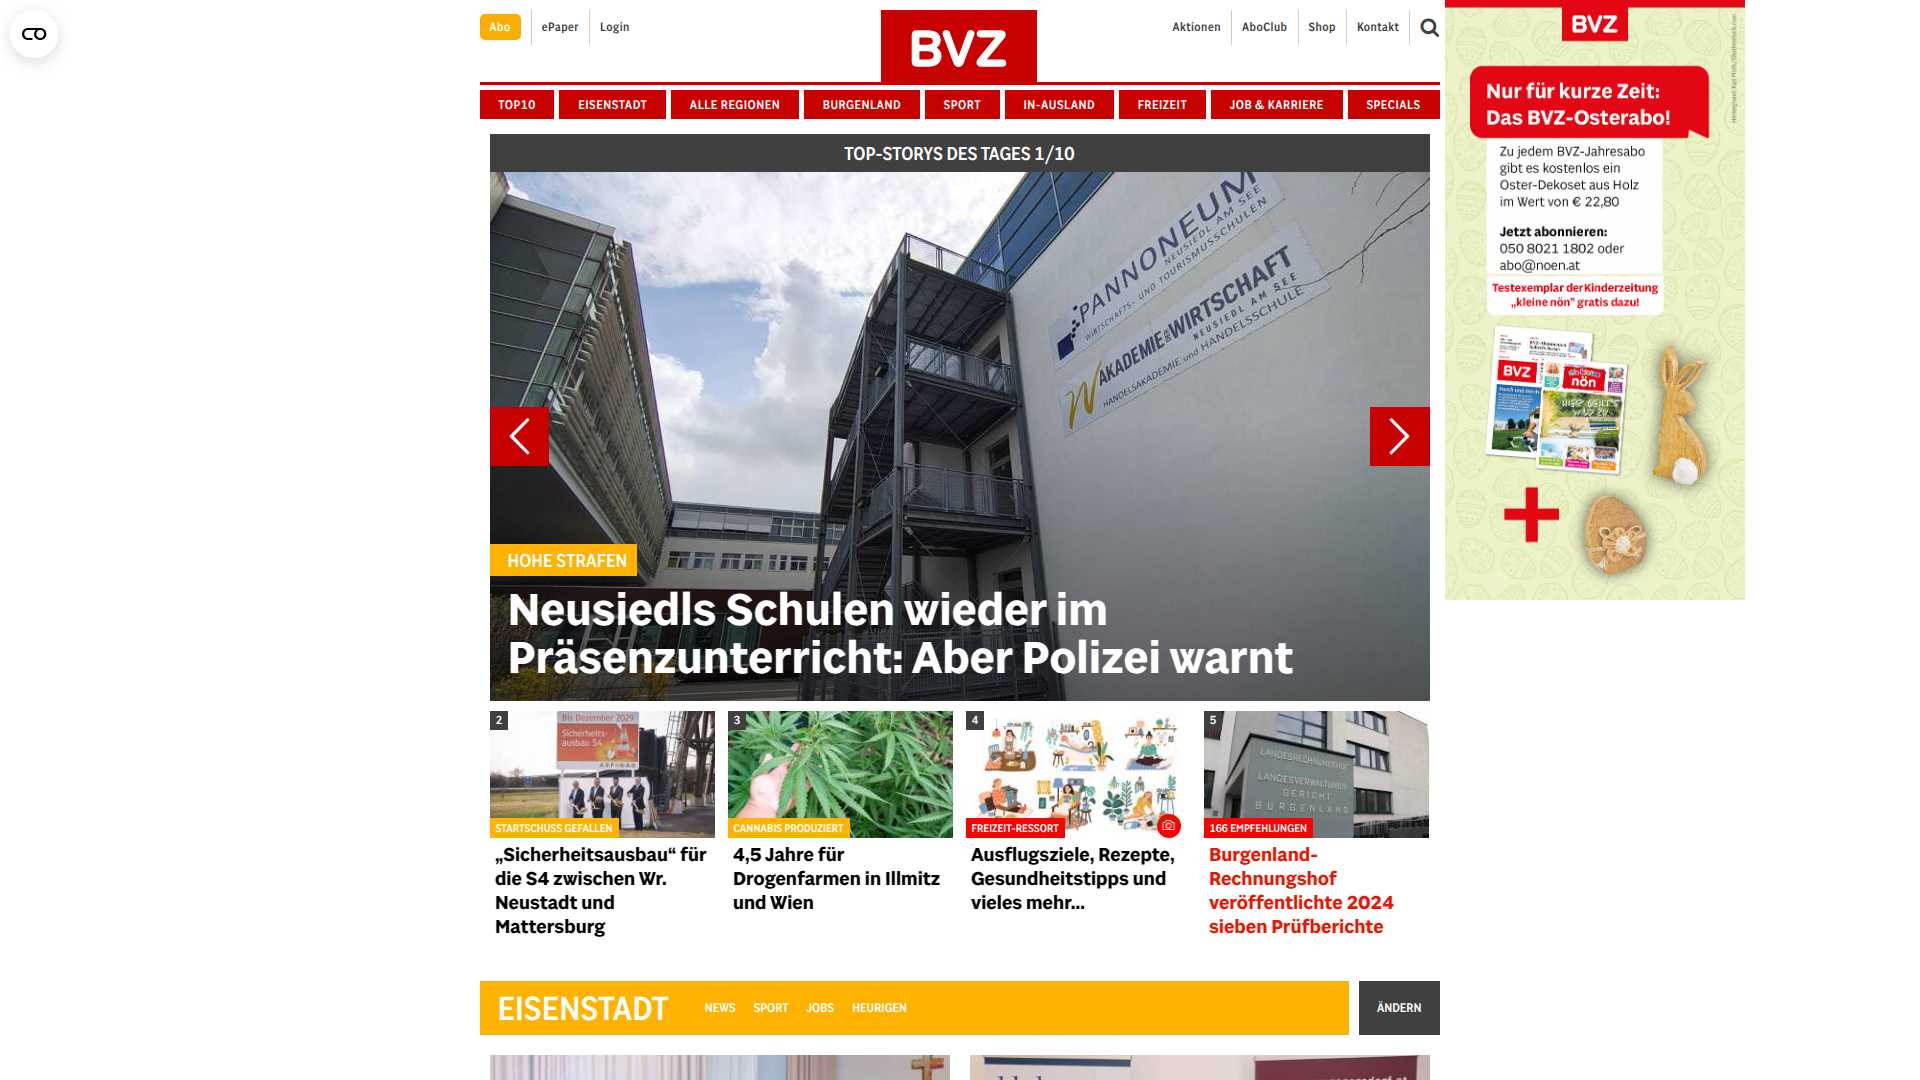 Abo
ePaper
Login
BVZ
Aktionen
AboClub
Shop
Kontakt
TOP10
EISENSTADT
ALLE REGIONEN
BURGENLAND
SPORT
IN-AUSLAND
FREIZEIT
JOB & KARRIERE
SPECIALS
TOP-STORYS DES TAGES 1/10
PANNONEUM
NEUSIEDL AM SEE
WIRTSCHAFTS- UND TOURISMUSSCHULEN
AKADEMIE DER WIRTSCHAFT
NEUSIEDL AM SEE
HANDELSAKADEMIE und HANDELSSCHULE
HOHE STRAFEN
Neusiedls Schulen wieder im
Präsenzunterricht: Aber Polizei warnt
2
Bis Dezember 2029
Sicherheits-
ausbau S4
ASFINAG
STARTSCHUSS GEFALLEN
„Sicherheitsausbau“ für
die S4 zwischen Wr.
Neustadt und
Mattersburg
3
CANNABIS PRODUZIERT
4,5 Jahre für
Drogenfarmen in Illmitz
und Wien
4
FREIZEIT-RESSORT
Ausflugsziele, Rezepte,
Gesundheitstipps und
vieles mehr...
5
LANDESRECHNUNGSHOF
LANDESVERWALTUNGS
GERICHT
BURGENLAND
166 EMPFEHLUNGEN
Burgenland-
Rechnungshof
veröffentlichte 2024
sieben Prüfberichte
EISENSTADT
NEWS
SPORT
JOBS
HEURIGEN
ÄNDERN
BVZ
Nur für kurze Zeit:
Das BVZ-Osterabo!
Zu jedem BVZ-Jahresabo
gibt es kostenlos ein
Oster-Dekoset aus Holz
im Wert von € 22,80
Jetzt abonnieren:
050 8021 1802 oder
abo@noen.at
Testexemplar der Kinderzeitung
„kleine nön” gratis dazu!
BVZ
nön